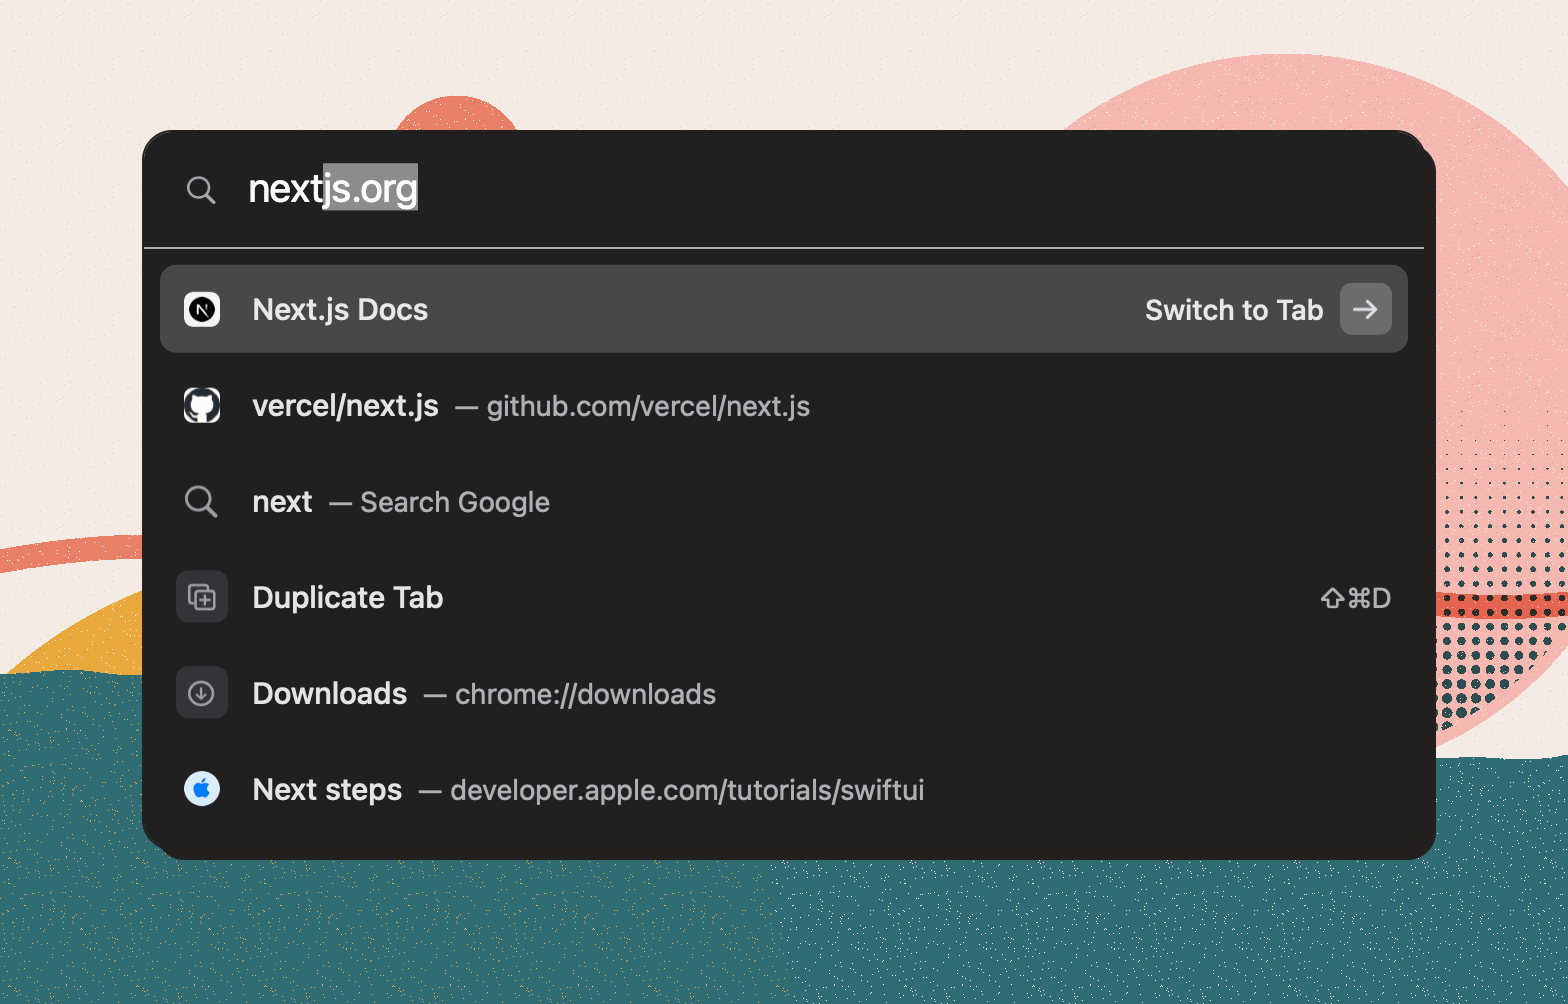 nextjs.org
Next.js Docs Switch to Tab
vercel/next.js — github.com/vercel/next.js
next — Search Google
Duplicate Tab ⇧⌘D
Downloads — chrome://downloads
Next steps — developer.apple.com/tutorials/swiftui